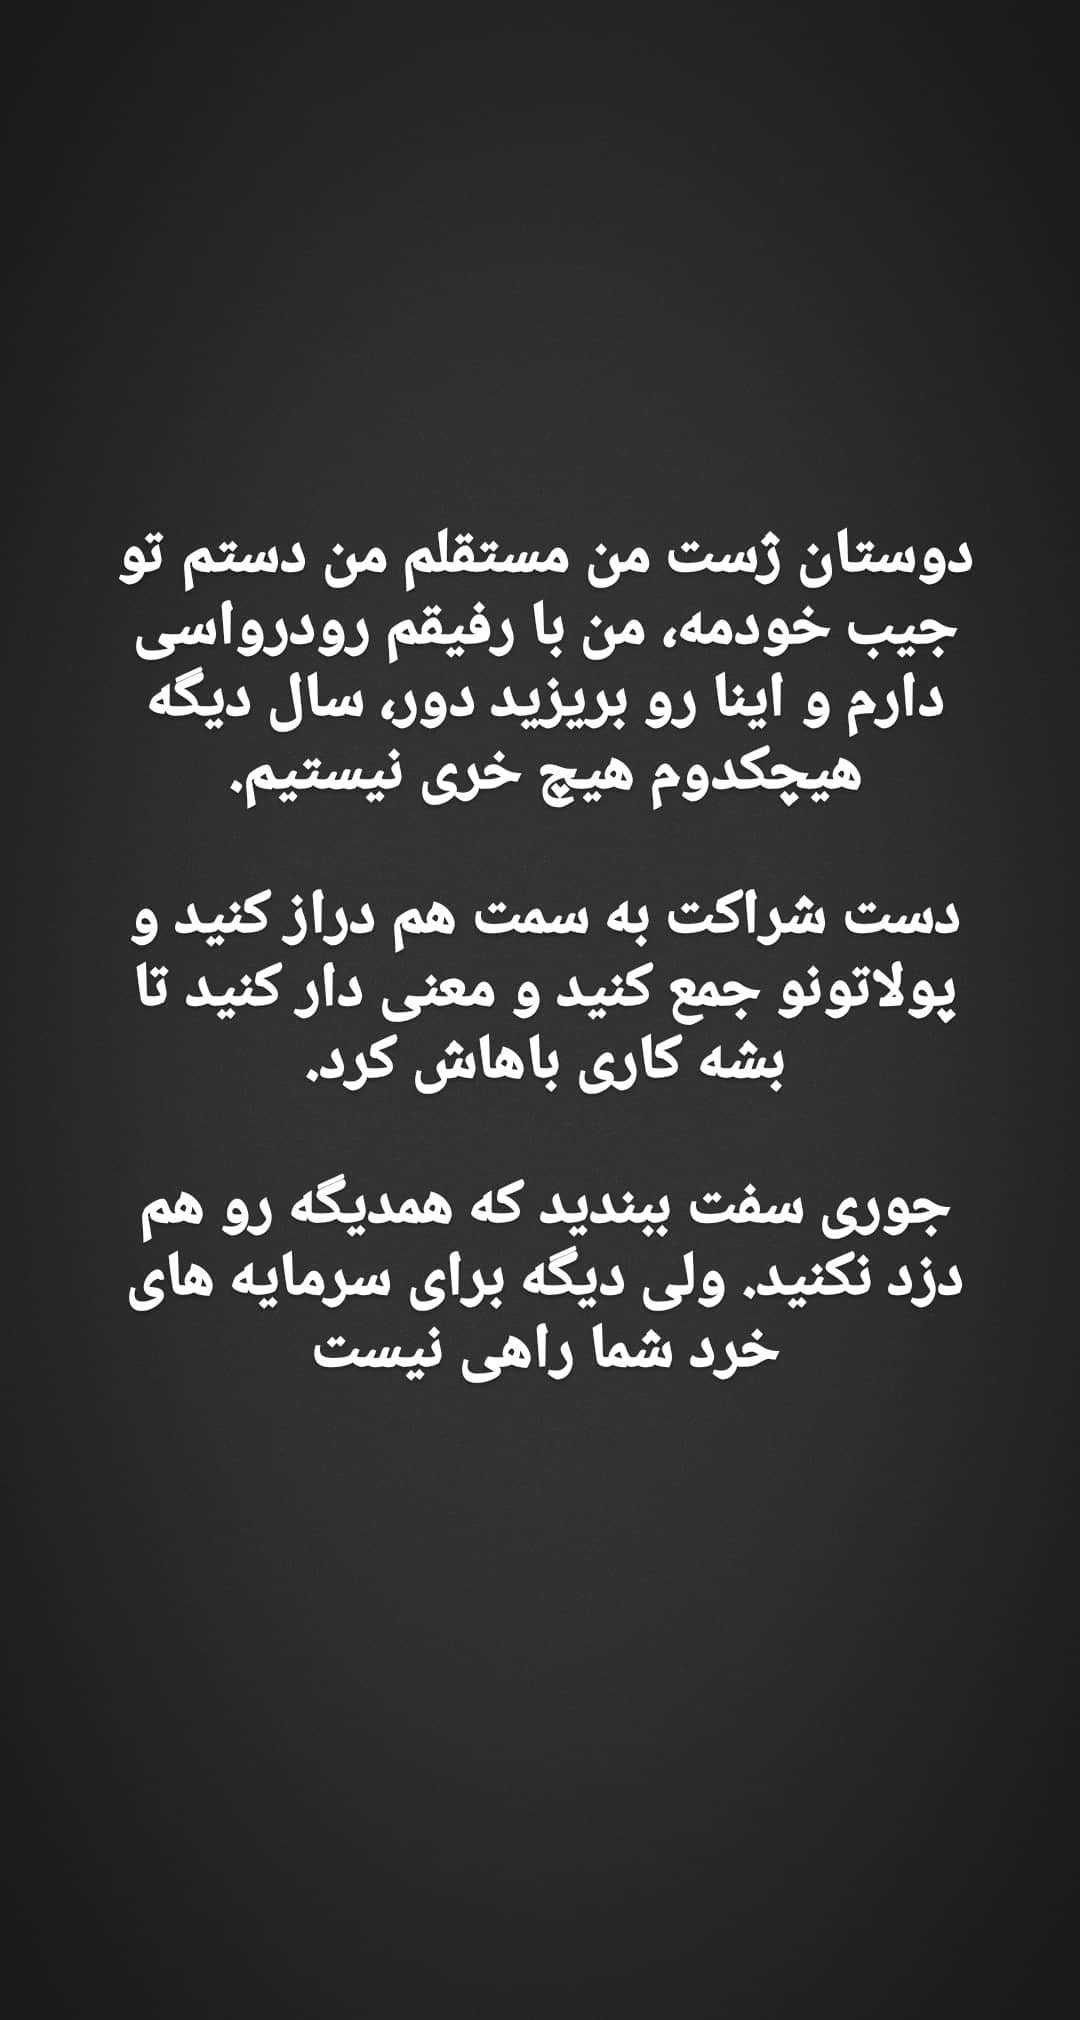 دوستان ژست من مستقلم من دستم تو
جیب خودمه، من با رفیقم رودرواسی
دارم و اینا رو بریزید دور، سال دیگه
هیچکدوم هیچ خری نیستیم.
دست شراکت به سمت هم دراز کنید و
پولاتونو جمع کنید و معنی دار کنید تا
بشه کاری باهاش کرد.
جوری سفت ببندید که همدیگه رو هم
دزد نکنید. ولی دیگه برای سرمایه های
خرد شما راهی نیست